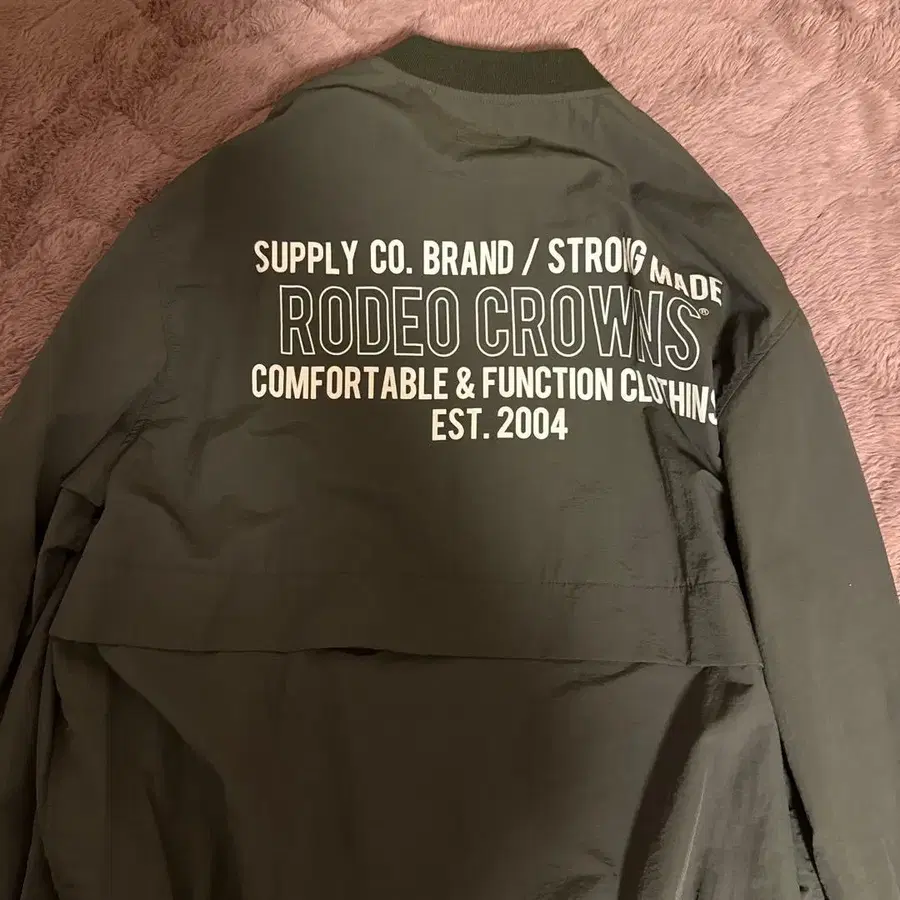 SUPPLY CO. BRAND / STRONG MADE
RODEO CROWNS®
COMFORTABLE & FUNCTION CLOTHING
EST. 2004